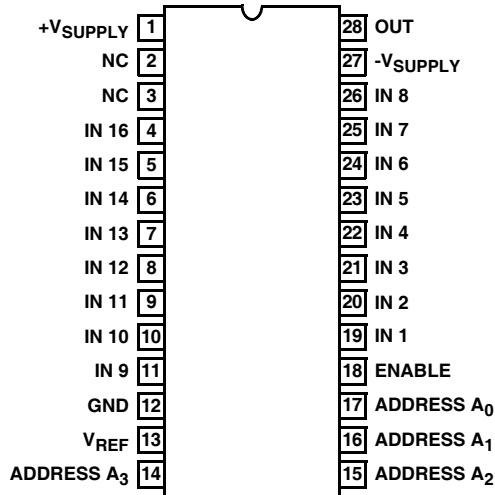 +VSUPPLY 1 28 OUT
NC 2 27 -VSUPPLY
NC 3 26 IN 8
IN 16 4 25 IN 7
IN 15 5 24 IN 6
IN 14 6 23 IN 5
IN 13 7 22 IN 4
IN 12 8 21 IN 3
IN 11 9 20 IN 2
IN 10 10 19 IN 1
IN 9 11 18 ENABLE
GND 12 17 ADDRESS A0
VREF 13 16 ADDRESS A1
ADDRESS A3 14 15 ADDRESS A2